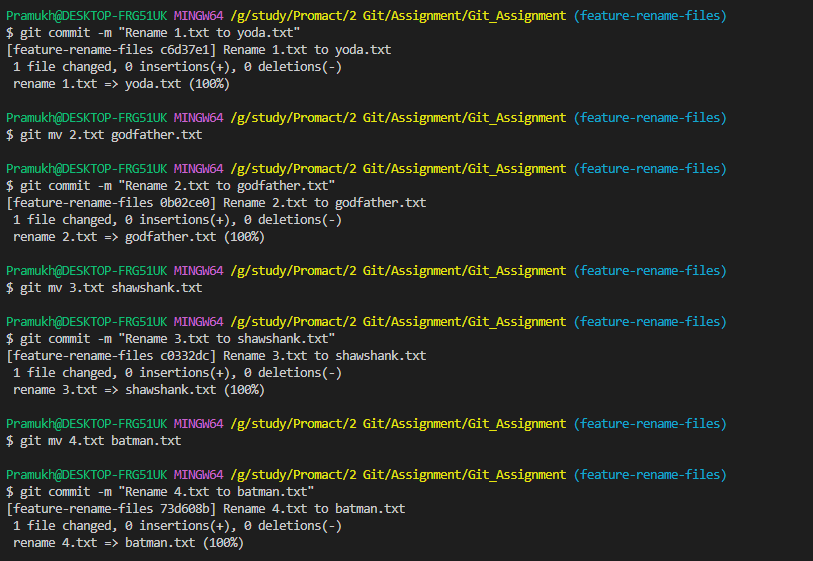 Pramukh@DESKTOP-FRG51UK MINGW64 /g/study/Promact/2 Git/Assignment/Git_Assignment (feature-rename-files)
$ git commit -m "Rename 1.txt to yoda.txt"
[feature-rename-files c6d37e1] Rename 1.txt to yoda.txt
 1 file changed, 0 insertions(+), 0 deletions(-)
 rename 1.txt => yoda.txt (100%)

Pramukh@DESKTOP-FRG51UK MINGW64 /g/study/Promact/2 Git/Assignment/Git_Assignment (feature-rename-files)
$ git mv 2.txt godfather.txt

Pramukh@DESKTOP-FRG51UK MINGW64 /g/study/Promact/2 Git/Assignment/Git_Assignment (feature-rename-files)
$ git commit -m "Rename 2.txt to godfather.txt"
[feature-rename-files 0b02ce0] Rename 2.txt to godfather.txt
 1 file changed, 0 insertions(+), 0 deletions(-)
 rename 2.txt => godfather.txt (100%)

Pramukh@DESKTOP-FRG51UK MINGW64 /g/study/Promact/2 Git/Assignment/Git_Assignment (feature-rename-files)
$ git mv 3.txt shawshank.txt

Pramukh@DESKTOP-FRG51UK MINGW64 /g/study/Promact/2 Git/Assignment/Git_Assignment (feature-rename-files)
$ git commit -m "Rename 3.txt to shawshank.txt"
[feature-rename-files c0332dc] Rename 3.txt to shawshank.txt
 1 file changed, 0 insertions(+), 0 deletions(-)
 rename 3.txt => shawshank.txt (100%)

Pramukh@DESKTOP-FRG51UK MINGW64 /g/study/Promact/2 Git/Assignment/Git_Assignment (feature-rename-files)
$ git mv 4.txt batman.txt

Pramukh@DESKTOP-FRG51UK MINGW64 /g/study/Promact/2 Git/Assignment/Git_Assignment (feature-rename-files)
$ git commit -m "Rename 4.txt to batman.txt"
[feature-rename-files 73d608b] Rename 4.txt to batman.txt
 1 file changed, 0 insertions(+), 0 deletions(-)
 rename 4.txt => batman.txt (100%)